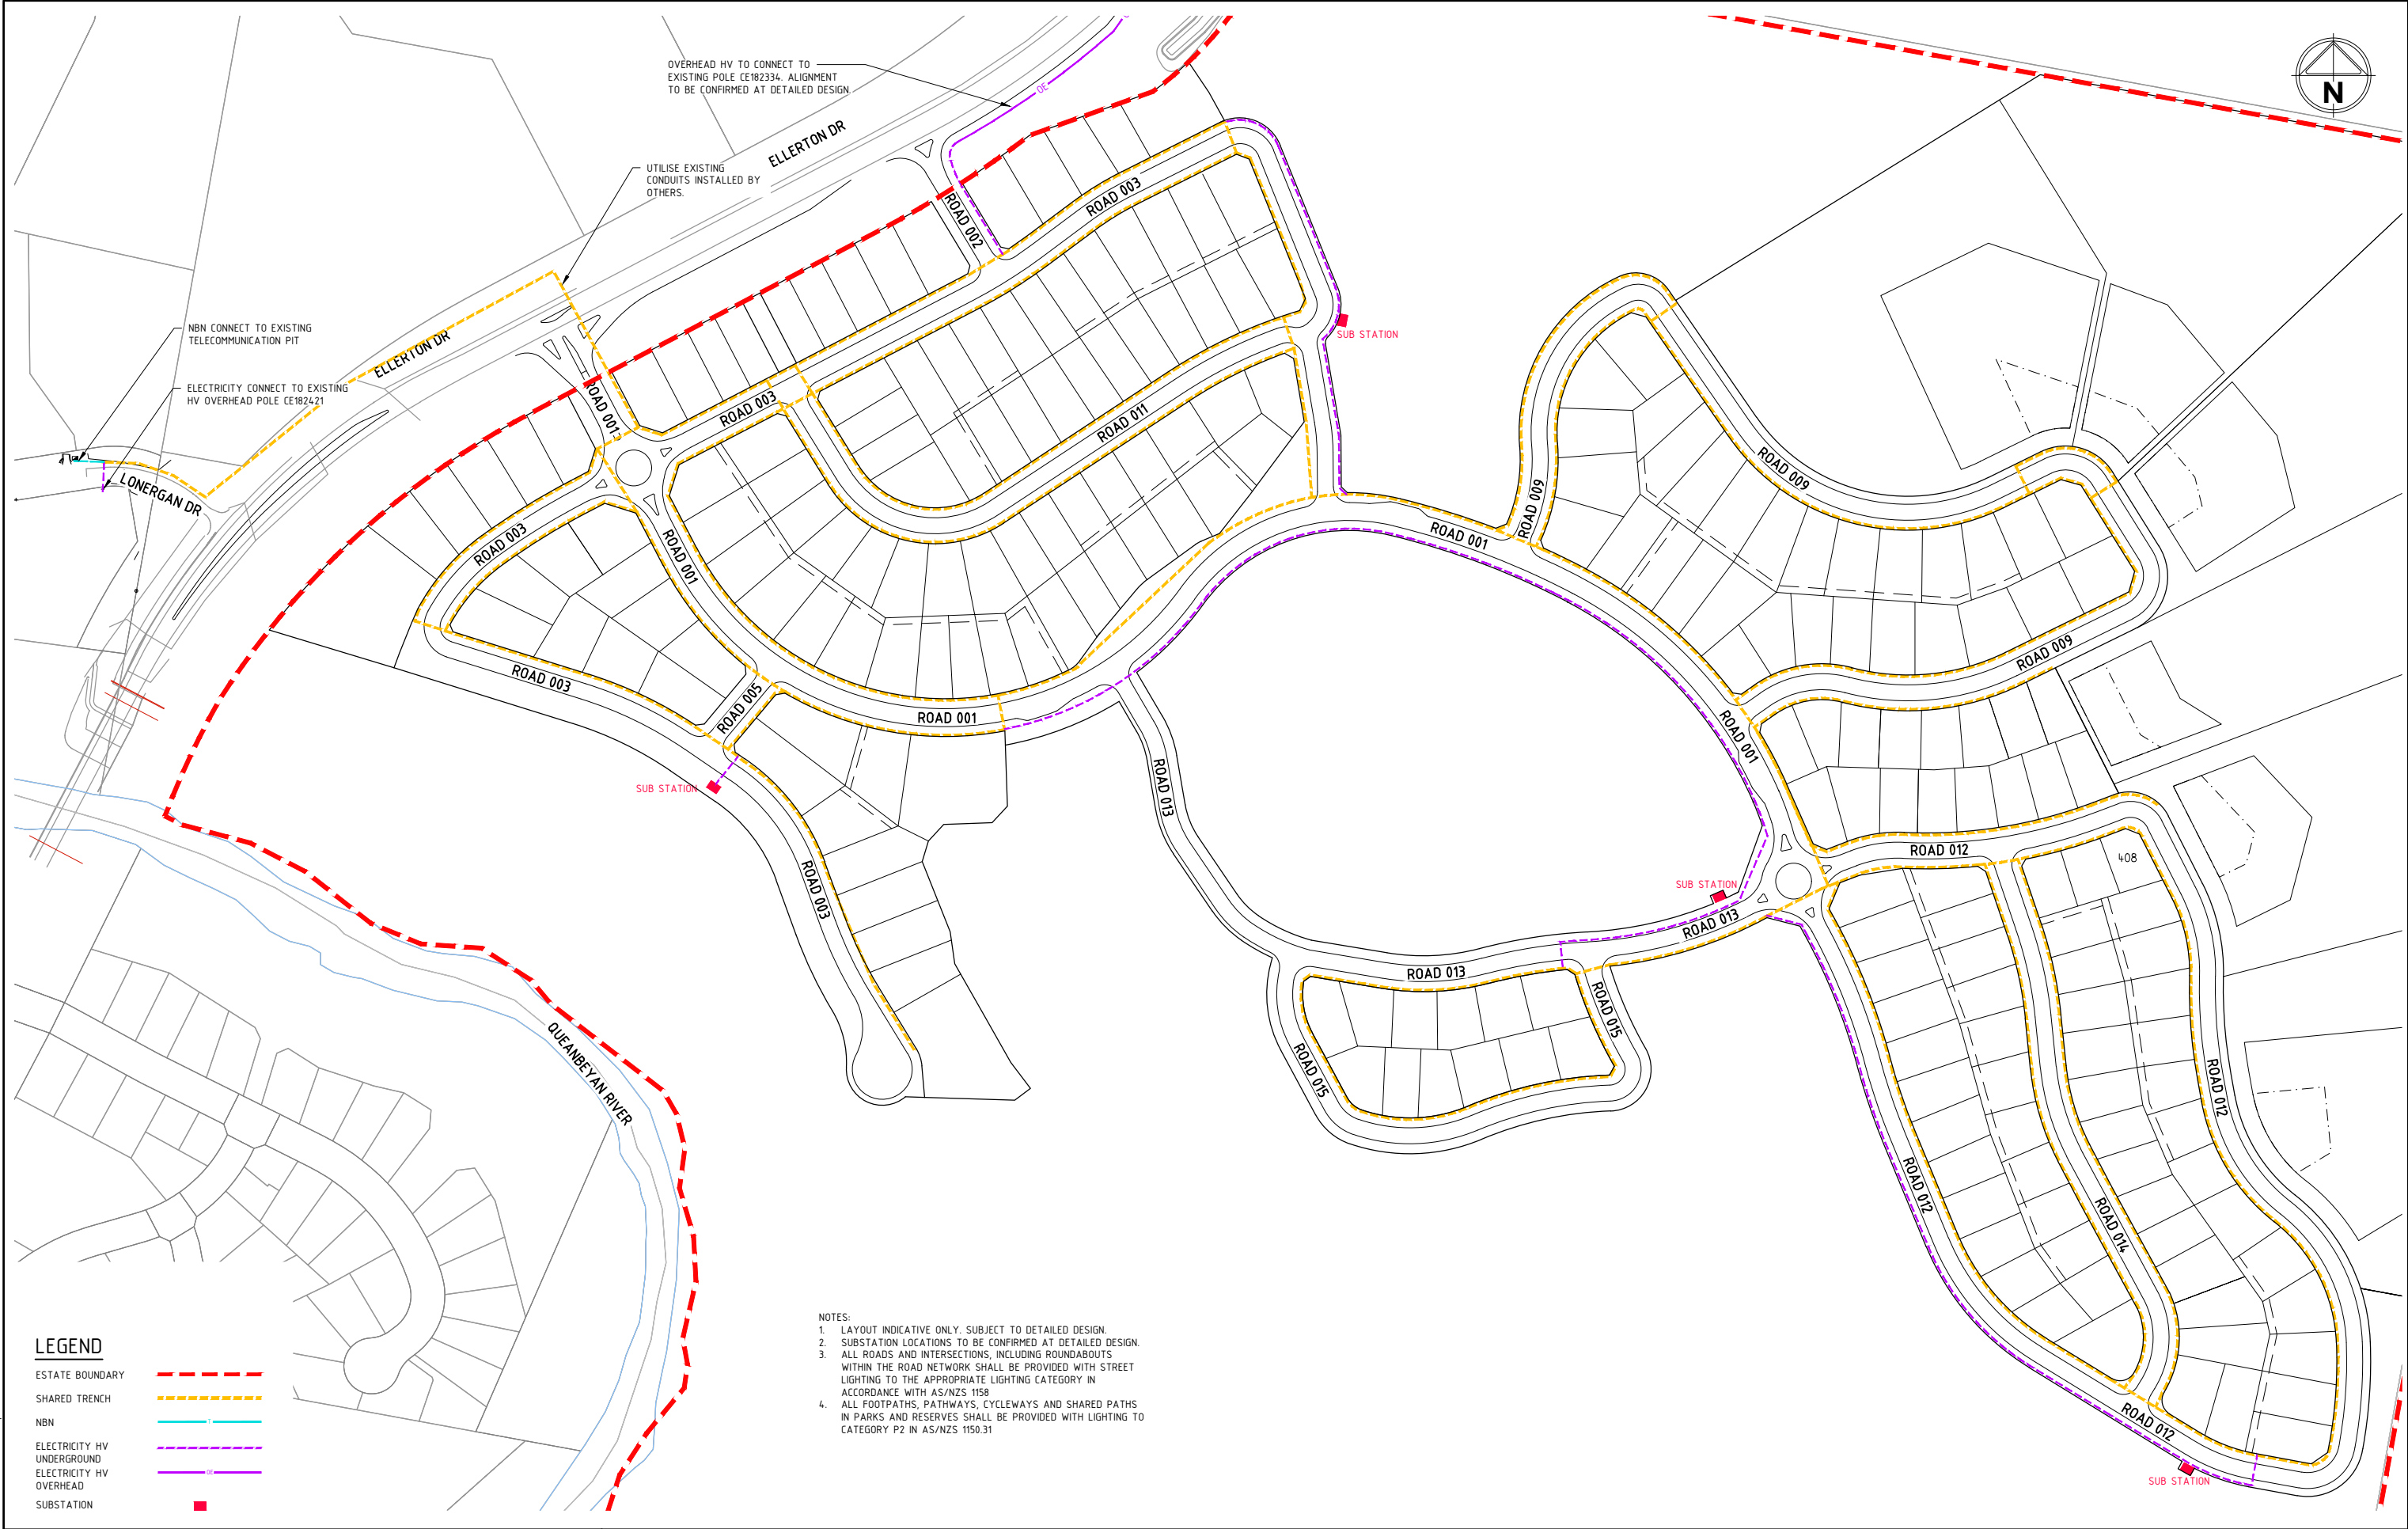 OVERHEAD HV TO CONNECT TO
EXISTING POLE CE182334. ALIGNMENT
TO BE CONFIRMED AT DETAILED DESIGN.
OE
N
ELLERTON DR
UTILISE EXISTING
CONDUITS INSTALLED BY
OTHERS.
ROAD 002
ROAD 003
NBN CONNECT TO EXISTING
TELECOMMUNICATION PIT
ELLERTON DR
SUB STATION
ELECTRICITY CONNECT TO EXISTING
HV OVERHEAD POLE CE182421
ROAD 001
ROAD 003
ROAD 011
LONERGAN DR
ROAD 009
ROAD 009
ROAD 003
ROAD 001
ROAD 001
ROAD 003
ROAD 005
ROAD 001
ROAD 009
ROAD 001
SUB STATION
ROAD 013
ROAD 003
ROAD 012
408
SUB STATION
ROAD 013
ROAD 013
ROAD 015
ROAD 015
QUEANBEYAN RIVER
ROAD 012
ROAD 012
ROAD 014
ROAD 012
SUB STATION
NOTES:
1. LAYOUT INDICATIVE ONLY. SUBJECT TO DETAILED DESIGN.
2. SUBSTATION LOCATIONS TO BE CONFIRMED AT DETAILED DESIGN.
3. ALL ROADS AND INTERSECTIONS, INCLUDING ROUNDABOUTS
WITHIN THE ROAD NETWORK SHALL BE PROVIDED WITH STREET
LIGHTING TO THE APPROPRIATE LIGHTING CATEGORY IN
ACCORDANCE WITH AS/NZS 1158
4. ALL FOOTPATHS, PATHWAYS, CYCLEWAYS AND SHARED PATHS
IN PARKS AND RESERVES SHALL BE PROVIDED WITH LIGHTING TO
CATEGORY P2 IN AS/NZS 1150.31
LEGEND
ESTATE BOUNDARY
SHARED TRENCH
NBN
ELECTRICITY HV
UNDERGROUND
ELECTRICITY HV
OVERHEAD
OE
SUBSTATION